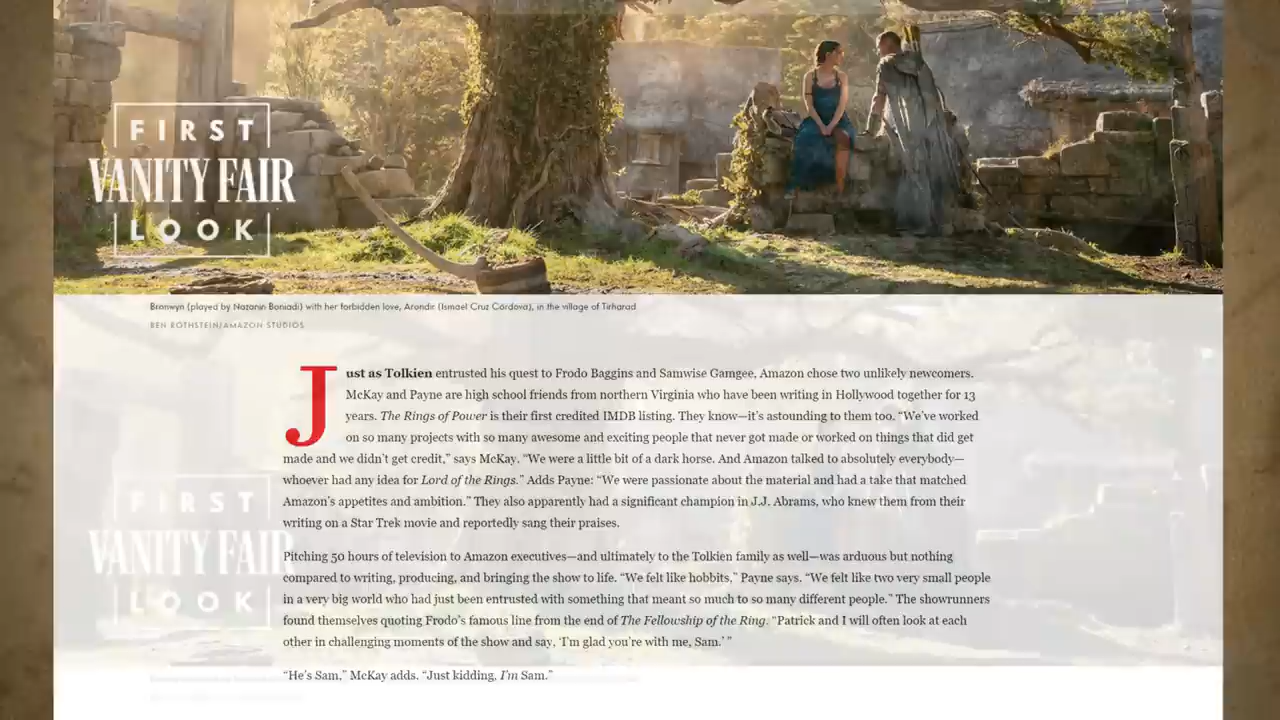 FIRST
VANITY FAIR
LOOK
Bronwyn (played by Nazanin Boniadi) with her forbidden love, Arondir (Ismael Cruz Córdova), in the village of Tirharad
BEN ROTHSTEIN/AMAZON STUDIOS
Just as Tolkien entrusted his quest to Frodo Baggins and Samwise Gamgee, Amazon chose two unlikely newcomers.
McKay and Payne are high school friends from northern Virginia who have been writing in Hollywood together for 13
years. The Rings of Power is their first credited IMDB listing. They know—it's astounding to them too. “We've worked
on so many projects with so many awesome and exciting people that never got made or worked on things that did get
made and we didn't get credit,” says McKay. “We were a little bit of a dark horse. And Amazon talked to absolutely everybody—
whoever had any idea for Lord of the Rings.” Adds Payne: “We were passionate about the material and had a take that matched
Amazon's appetites and ambition.” They also apparently had a significant champion in J.J. Abrams, who knew them from their
writing on a Star Trek movie and reportedly sang their praises.
Pitching 50 hours of television to Amazon executives—and ultimately to the Tolkien family as well—was arduous but nothing
compared to writing, producing, and bringing the show to life. “We felt like hobbits,” Payne says. “We felt like two very small people
in a very big world who had just been entrusted with something that meant so much to so many different people.” The showrunners
found themselves quoting Frodo's famous line from the end of The Fellowship of the Ring. “Patrick and I will often look at each
other in challenging moments of the show and say, ‘I'm glad you're with me, Sam.’ ”
“He's Sam,” McKay adds. “Just kidding. I'm Sam.”
FIRST
VANITY FAIR
LOOK